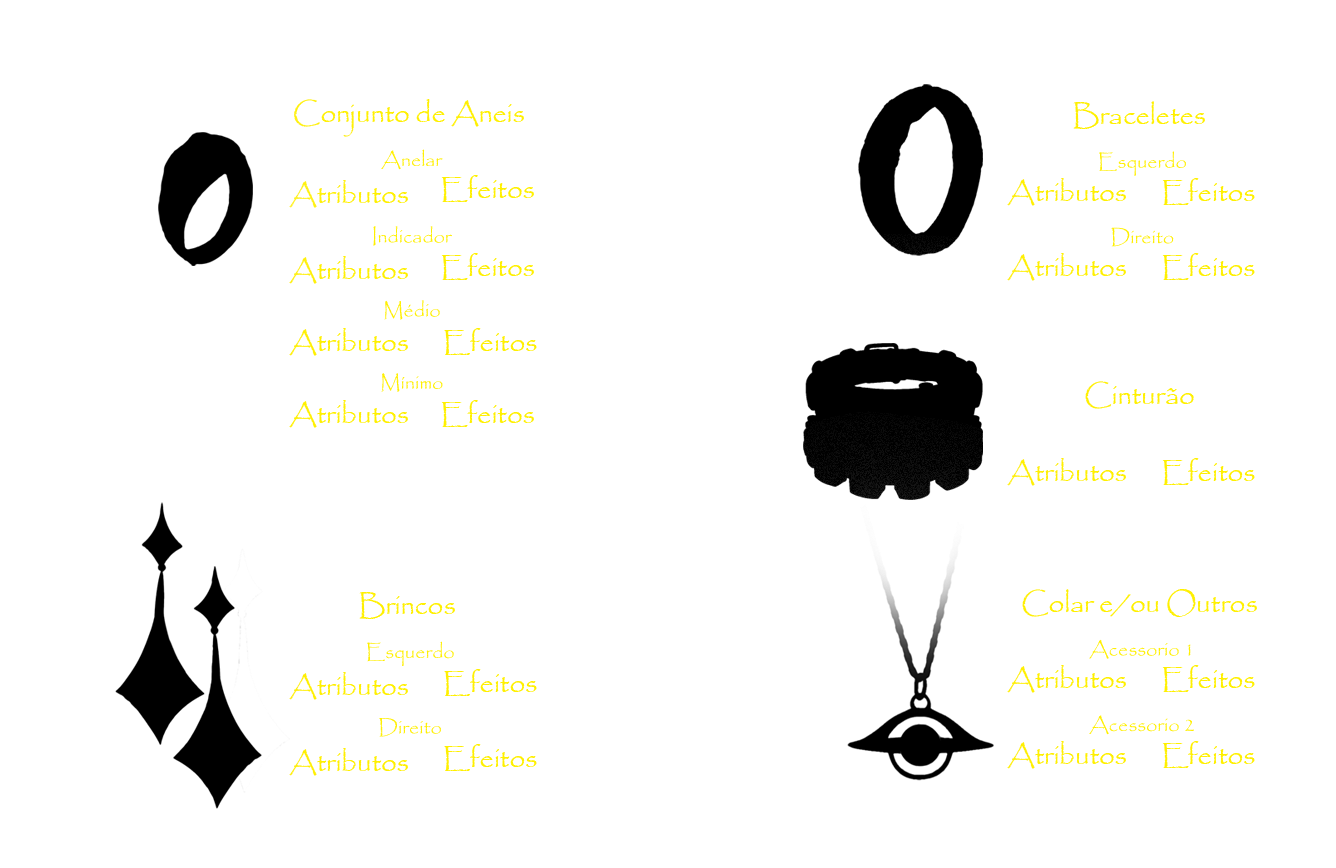 Conjunto de Aneis
Anelar
Atributos Efeitos
Indicador
Atributos Efeitos
Médio
Atributos Efeitos
Minimo
Atributos Efeitos
Brincos
Esquerdo
Atributos Efeitos
Direito
Atributos Efeitos
Braceletes
Esquerdo
Atributos Efeitos
Direito
Atributos Efeitos
Cinturão
Atributos Efeitos
Colar e/ou Outros
Acessorio 1
Atributos Efeitos
Acessorio 2
Atributos Efeitos